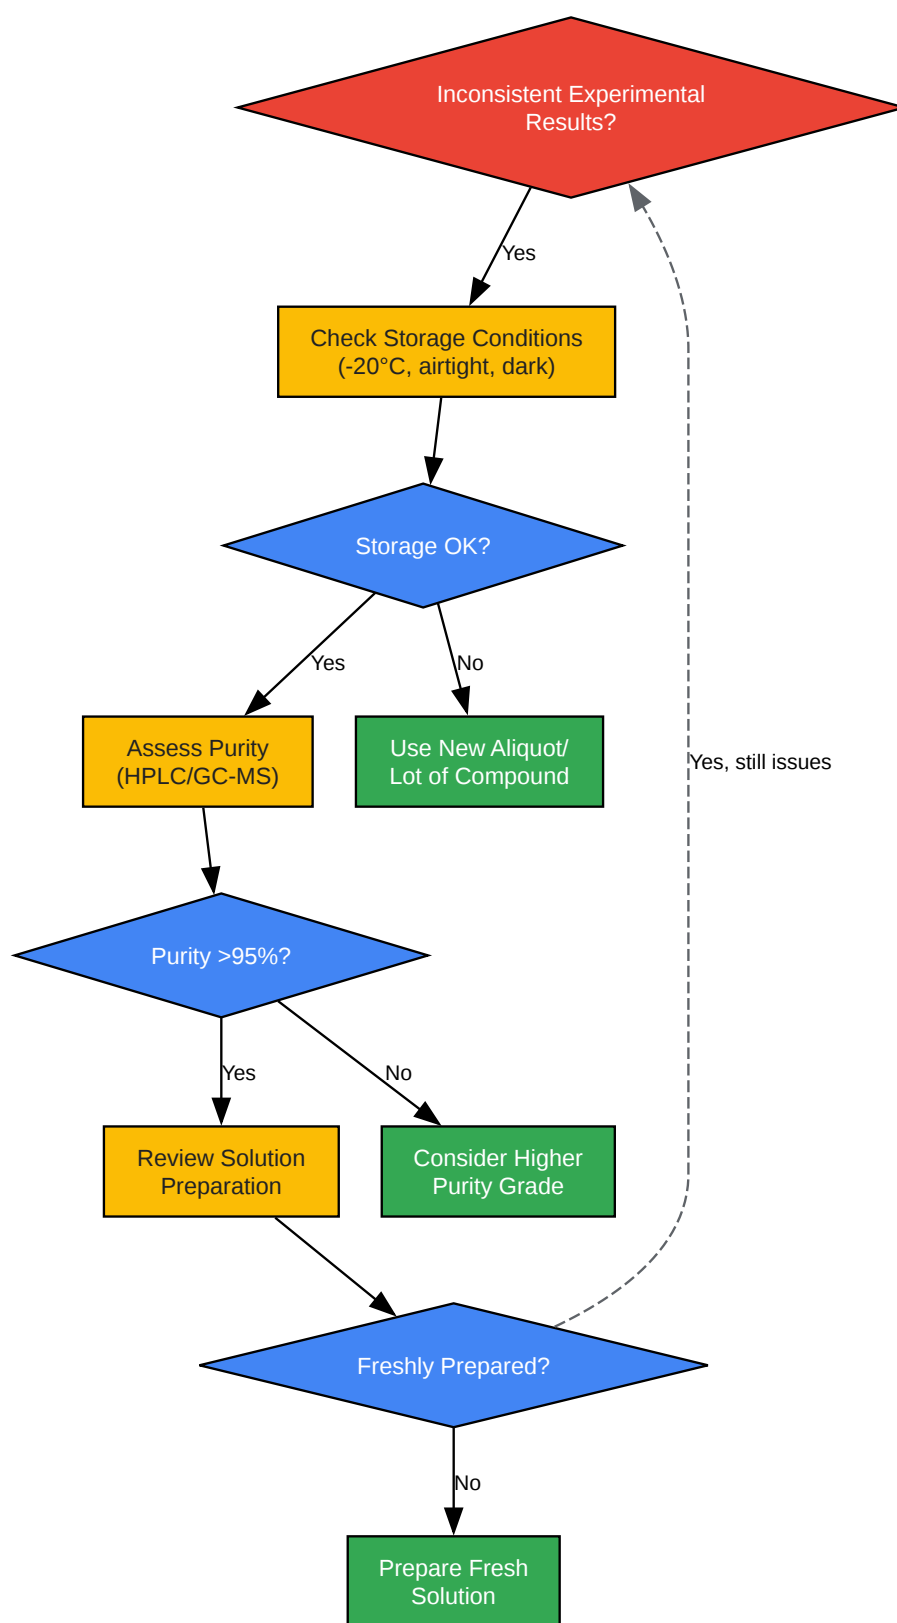 Inconsistent Experimental
Results?
Yes
Check Storage Conditions
(-20°C, airtight, dark)
Storage OK?
Yes
No
Assess Purity
(HPLC/GC-MS)
Use New Aliquot/
Lot of Compound
Yes, still issues
Purity >95%?
Yes
No
Review Solution
Preparation
Consider Higher
Purity Grade
Freshly Prepared?
No
Prepare Fresh
Solution